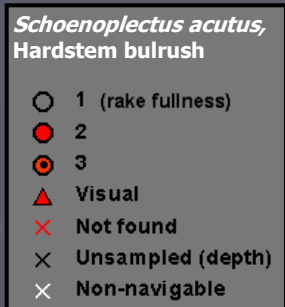 Schoenoplectus acutus,
Hardstem bulrush
1 (rake fullness)
2
3
Visual
Not found
Unsampled (depth)
Non-navigable